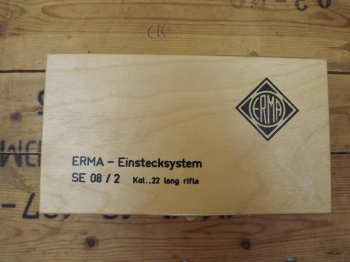 ERMA
ERMA - Einstecksystem
SE 08 / 2 Kal..22 long rifle